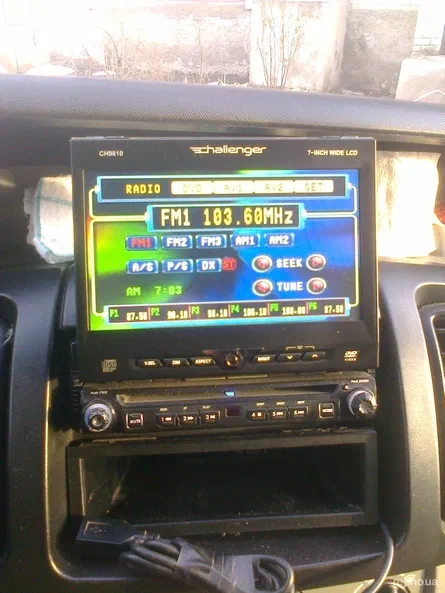 CH9810 Challenger 7-INCH WIDE LCD
RADIO DVD AV1 AV2 SET
FM1 103.60MHz
FM1 FM2 FM3 AM1 AM2
A/S P/S DX ST SEEK
TUNE
AM 7:03
P1 87.50 P2 90.10 P3 98.10 P4 106.10 P5 108.00 P6 87.50
ASPECT
DVD
MUTE